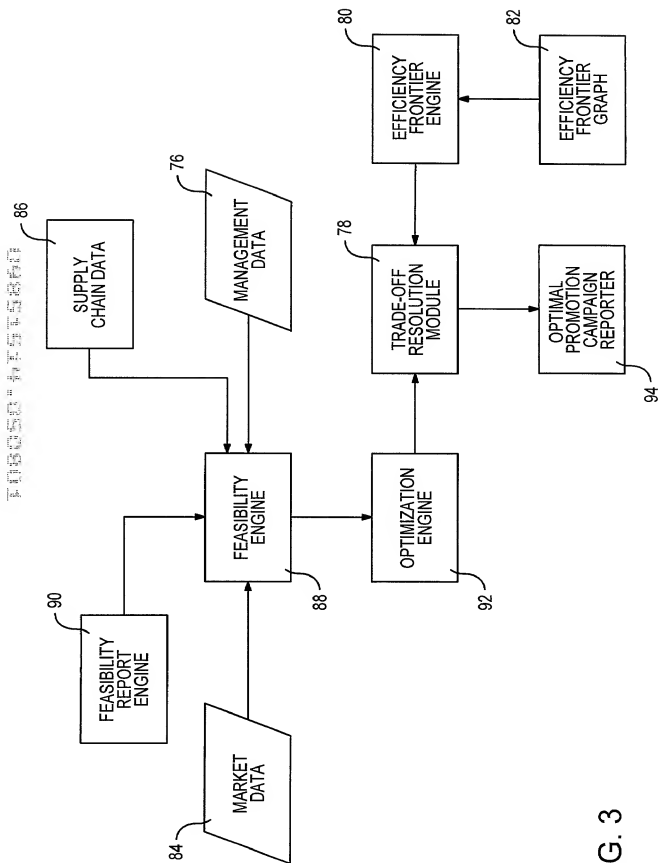 86
SUPPLY
CHAIN DATA
76
MANAGEMENT
DATA
90
FEASIBILITY
REPORT
ENGINE
FEASIBILITY
ENGINE
88
84
MARKET
DATA
80
EFFICIENCY
FRONTIER
ENGINE
82
EFFICIENCY
FRONTIER
GRAPH
78
TRADE-OFF
RESOLUTION
MODULE
OPTIMAL
PROMOTION
CAMPAIGN
REPORTER
94
OPTIMIZATION
ENGINE
92
G. 3